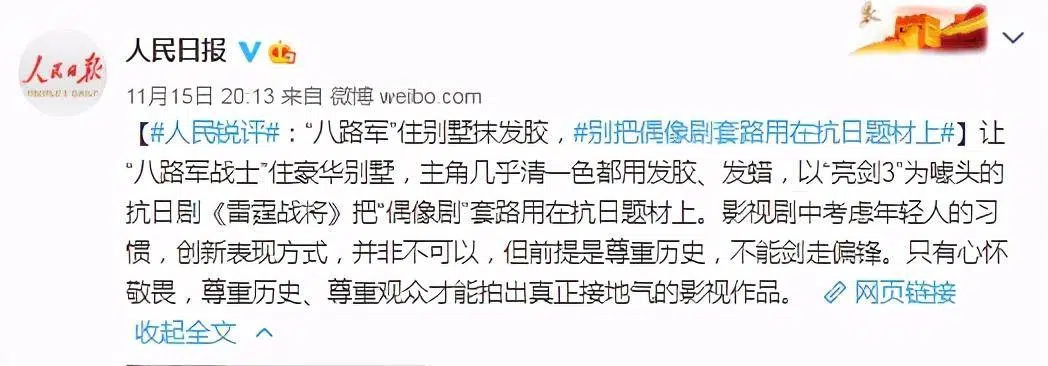 人民日报
人民日报
11月15日 20:13 来自 微博 weibo.com
【#人民锐评#：“八路军”住别墅抹发胶，#别把偶像剧套路用在抗日题材上#】让
“八路军战士”住豪华别墅，主角几乎清一色都用发胶、发蜡，以“亮剑3”为噱头的
抗日剧《雷霆战将》把“偶像剧”套路用在抗日题材上。影视剧中考虑年轻人的习
惯，创新表现方式，并非不可以，但前提是尊重历史，不能剑走偏锋。只有心怀
敬畏，尊重历史、尊重观众才能拍出真正接地气的影视作品。 网页链接
收起全文